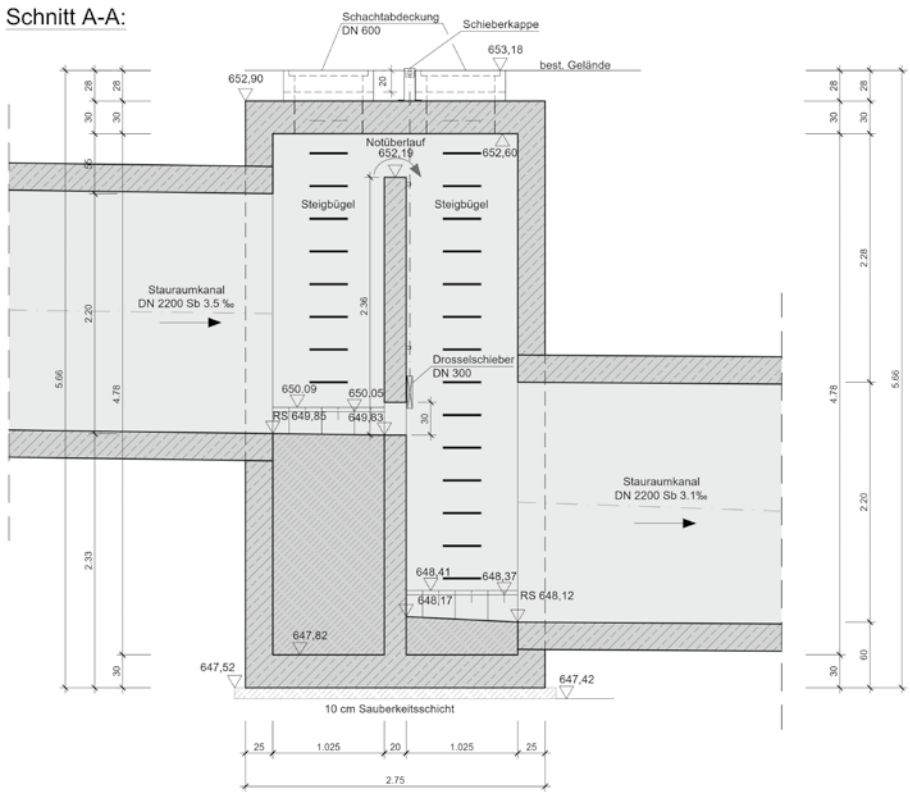 Schnitt A-A:
Schachtabdeckung
DN 600
Schieberkappe
653,18
best. Gelände
652,90
20
28
28
28
28
30
30
30
30
Notüberlauf
652,19
652,60
55
Steigbügel
Steigbügel
2.28
Stauraumkanal
DN 2200 Sb 3.5 ‰
2.20
2.36
5.66
4.78
Drosselschieber
DN 300
650.09
650,05
RS 649,85
649,83
30
4.78
5.66
Stauraumkanal
DN 2200 Sb 3.1‰
2.20
2.33
648,41
648,37
648,17
RS 648,12
647,82
30
30
60
647,52
647,42
10 cm Sauberkeitsschicht
25
1.025
20
1.025
25
2.75